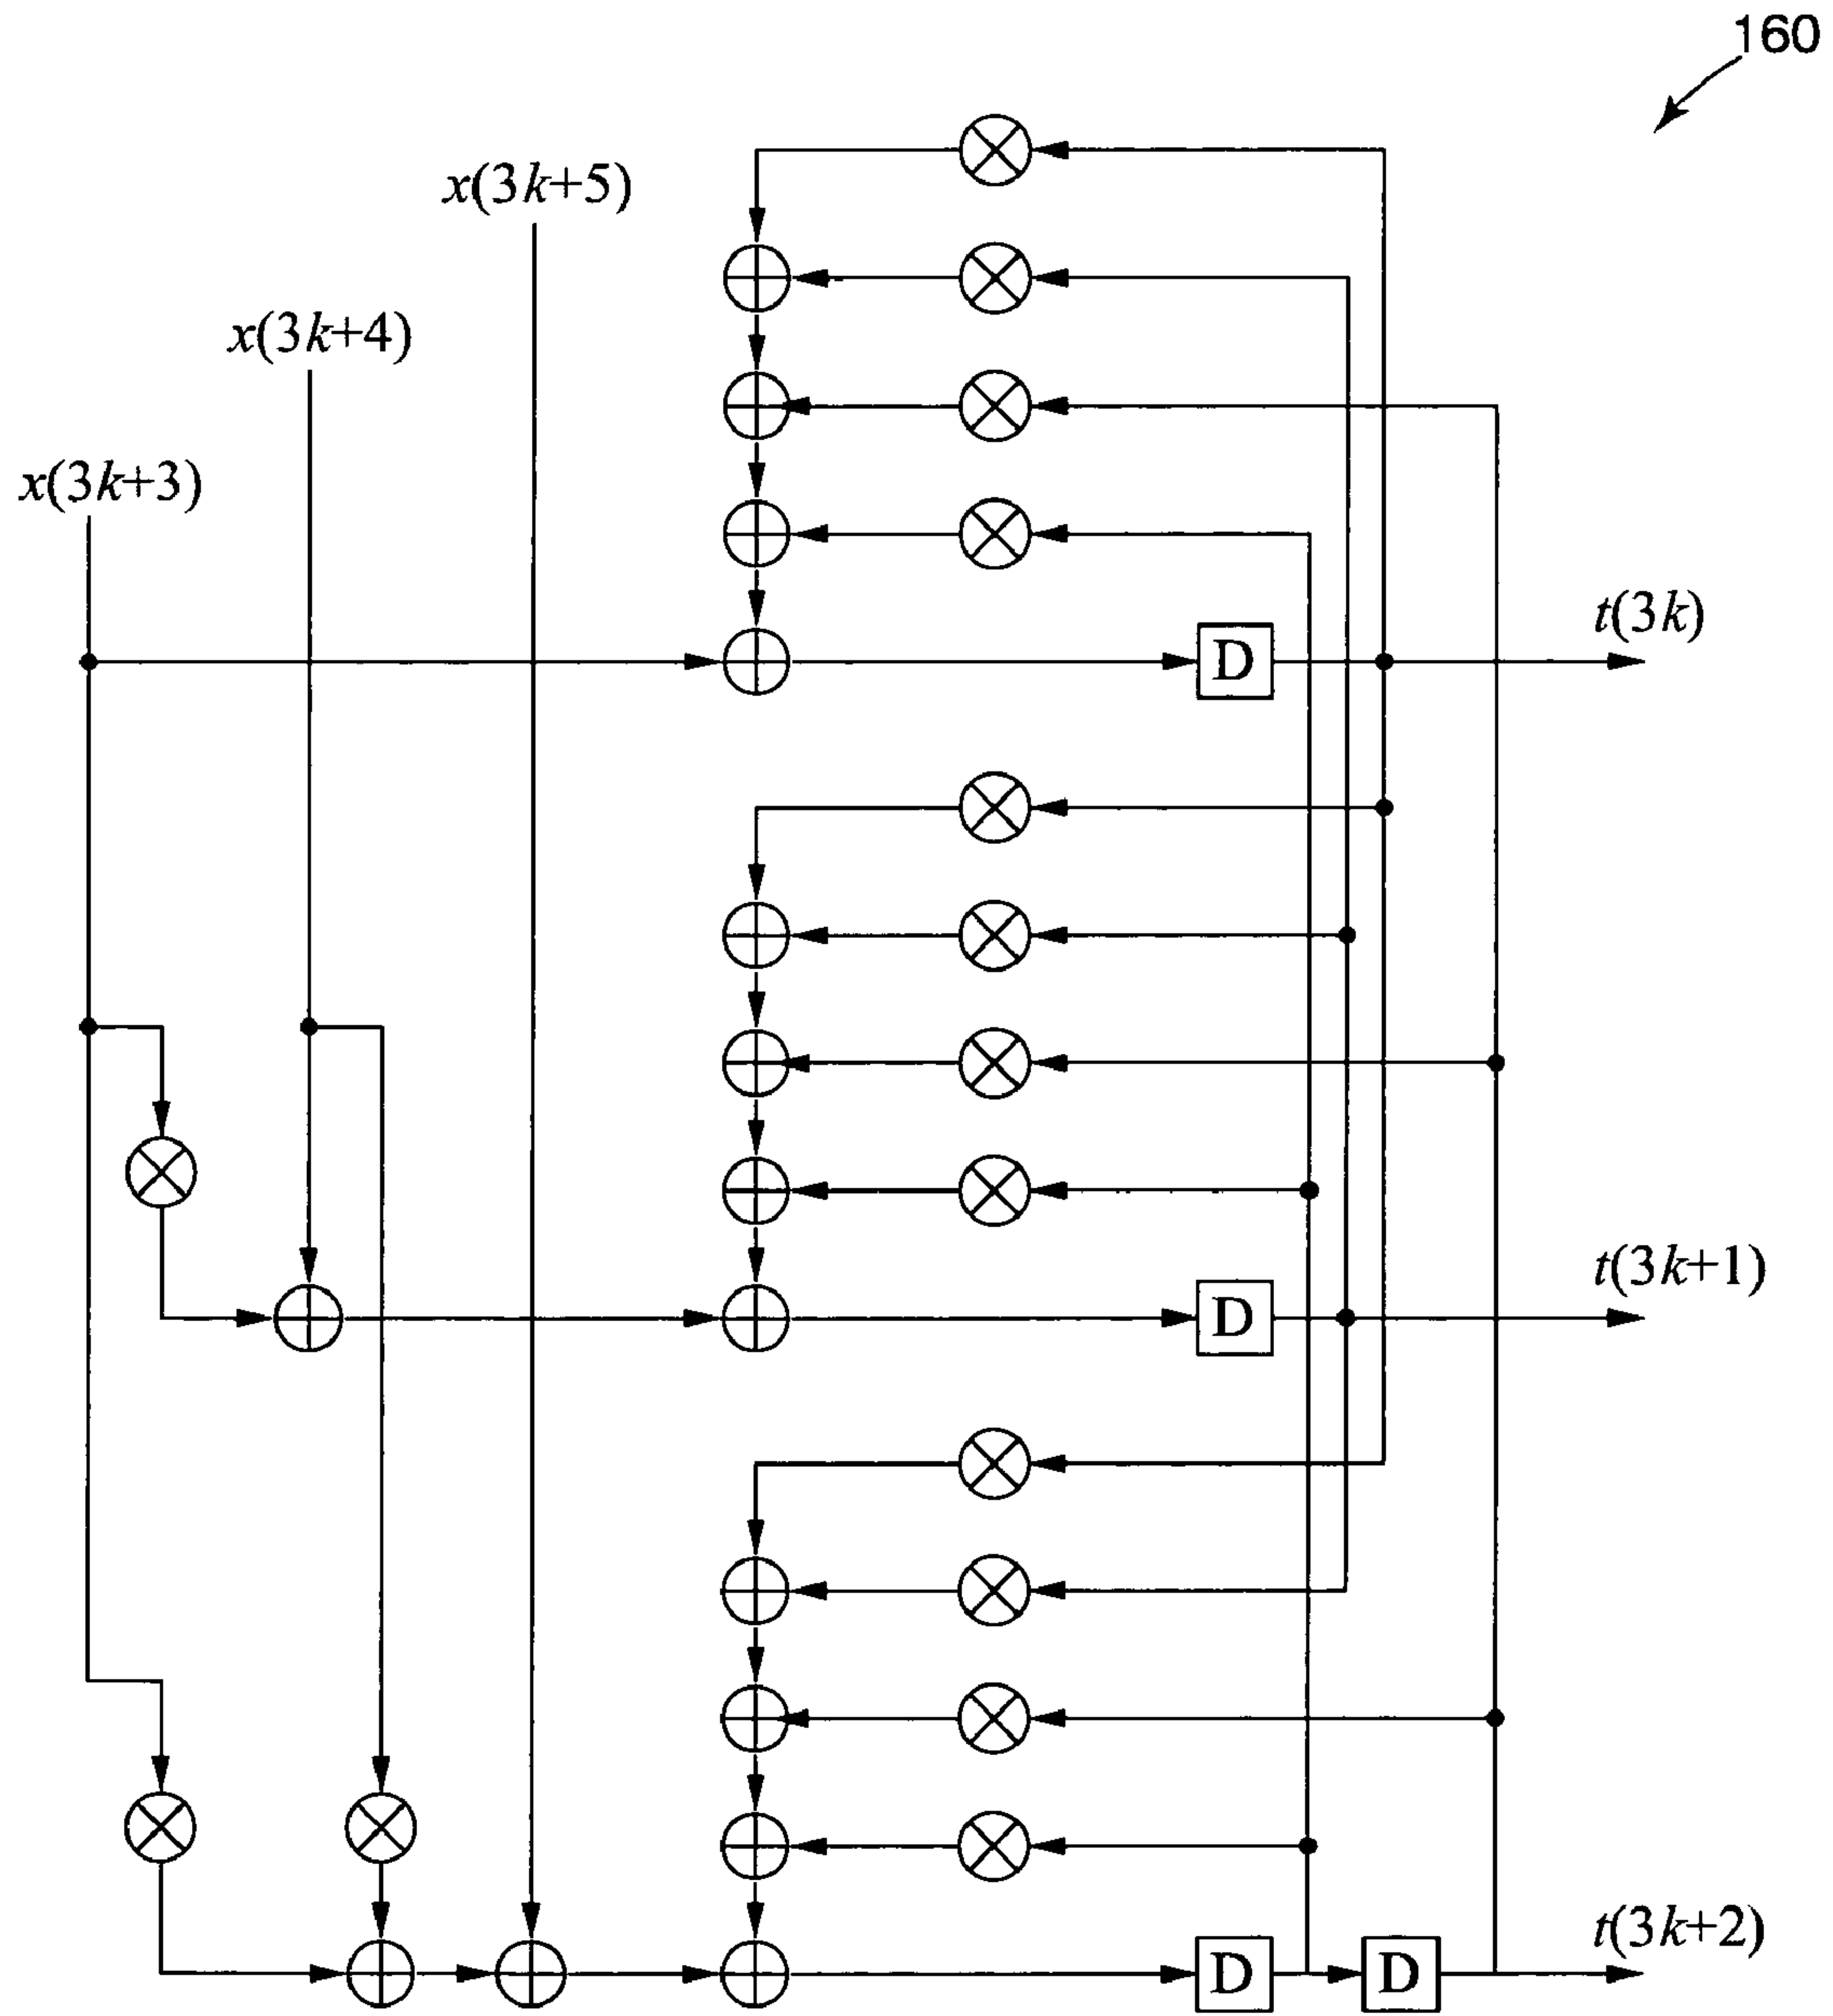 160
x(3k+5)
x(3k+4)
x(3k+3)
t(3k)
D
t(3k+1)
D
t(3k+2)
D D